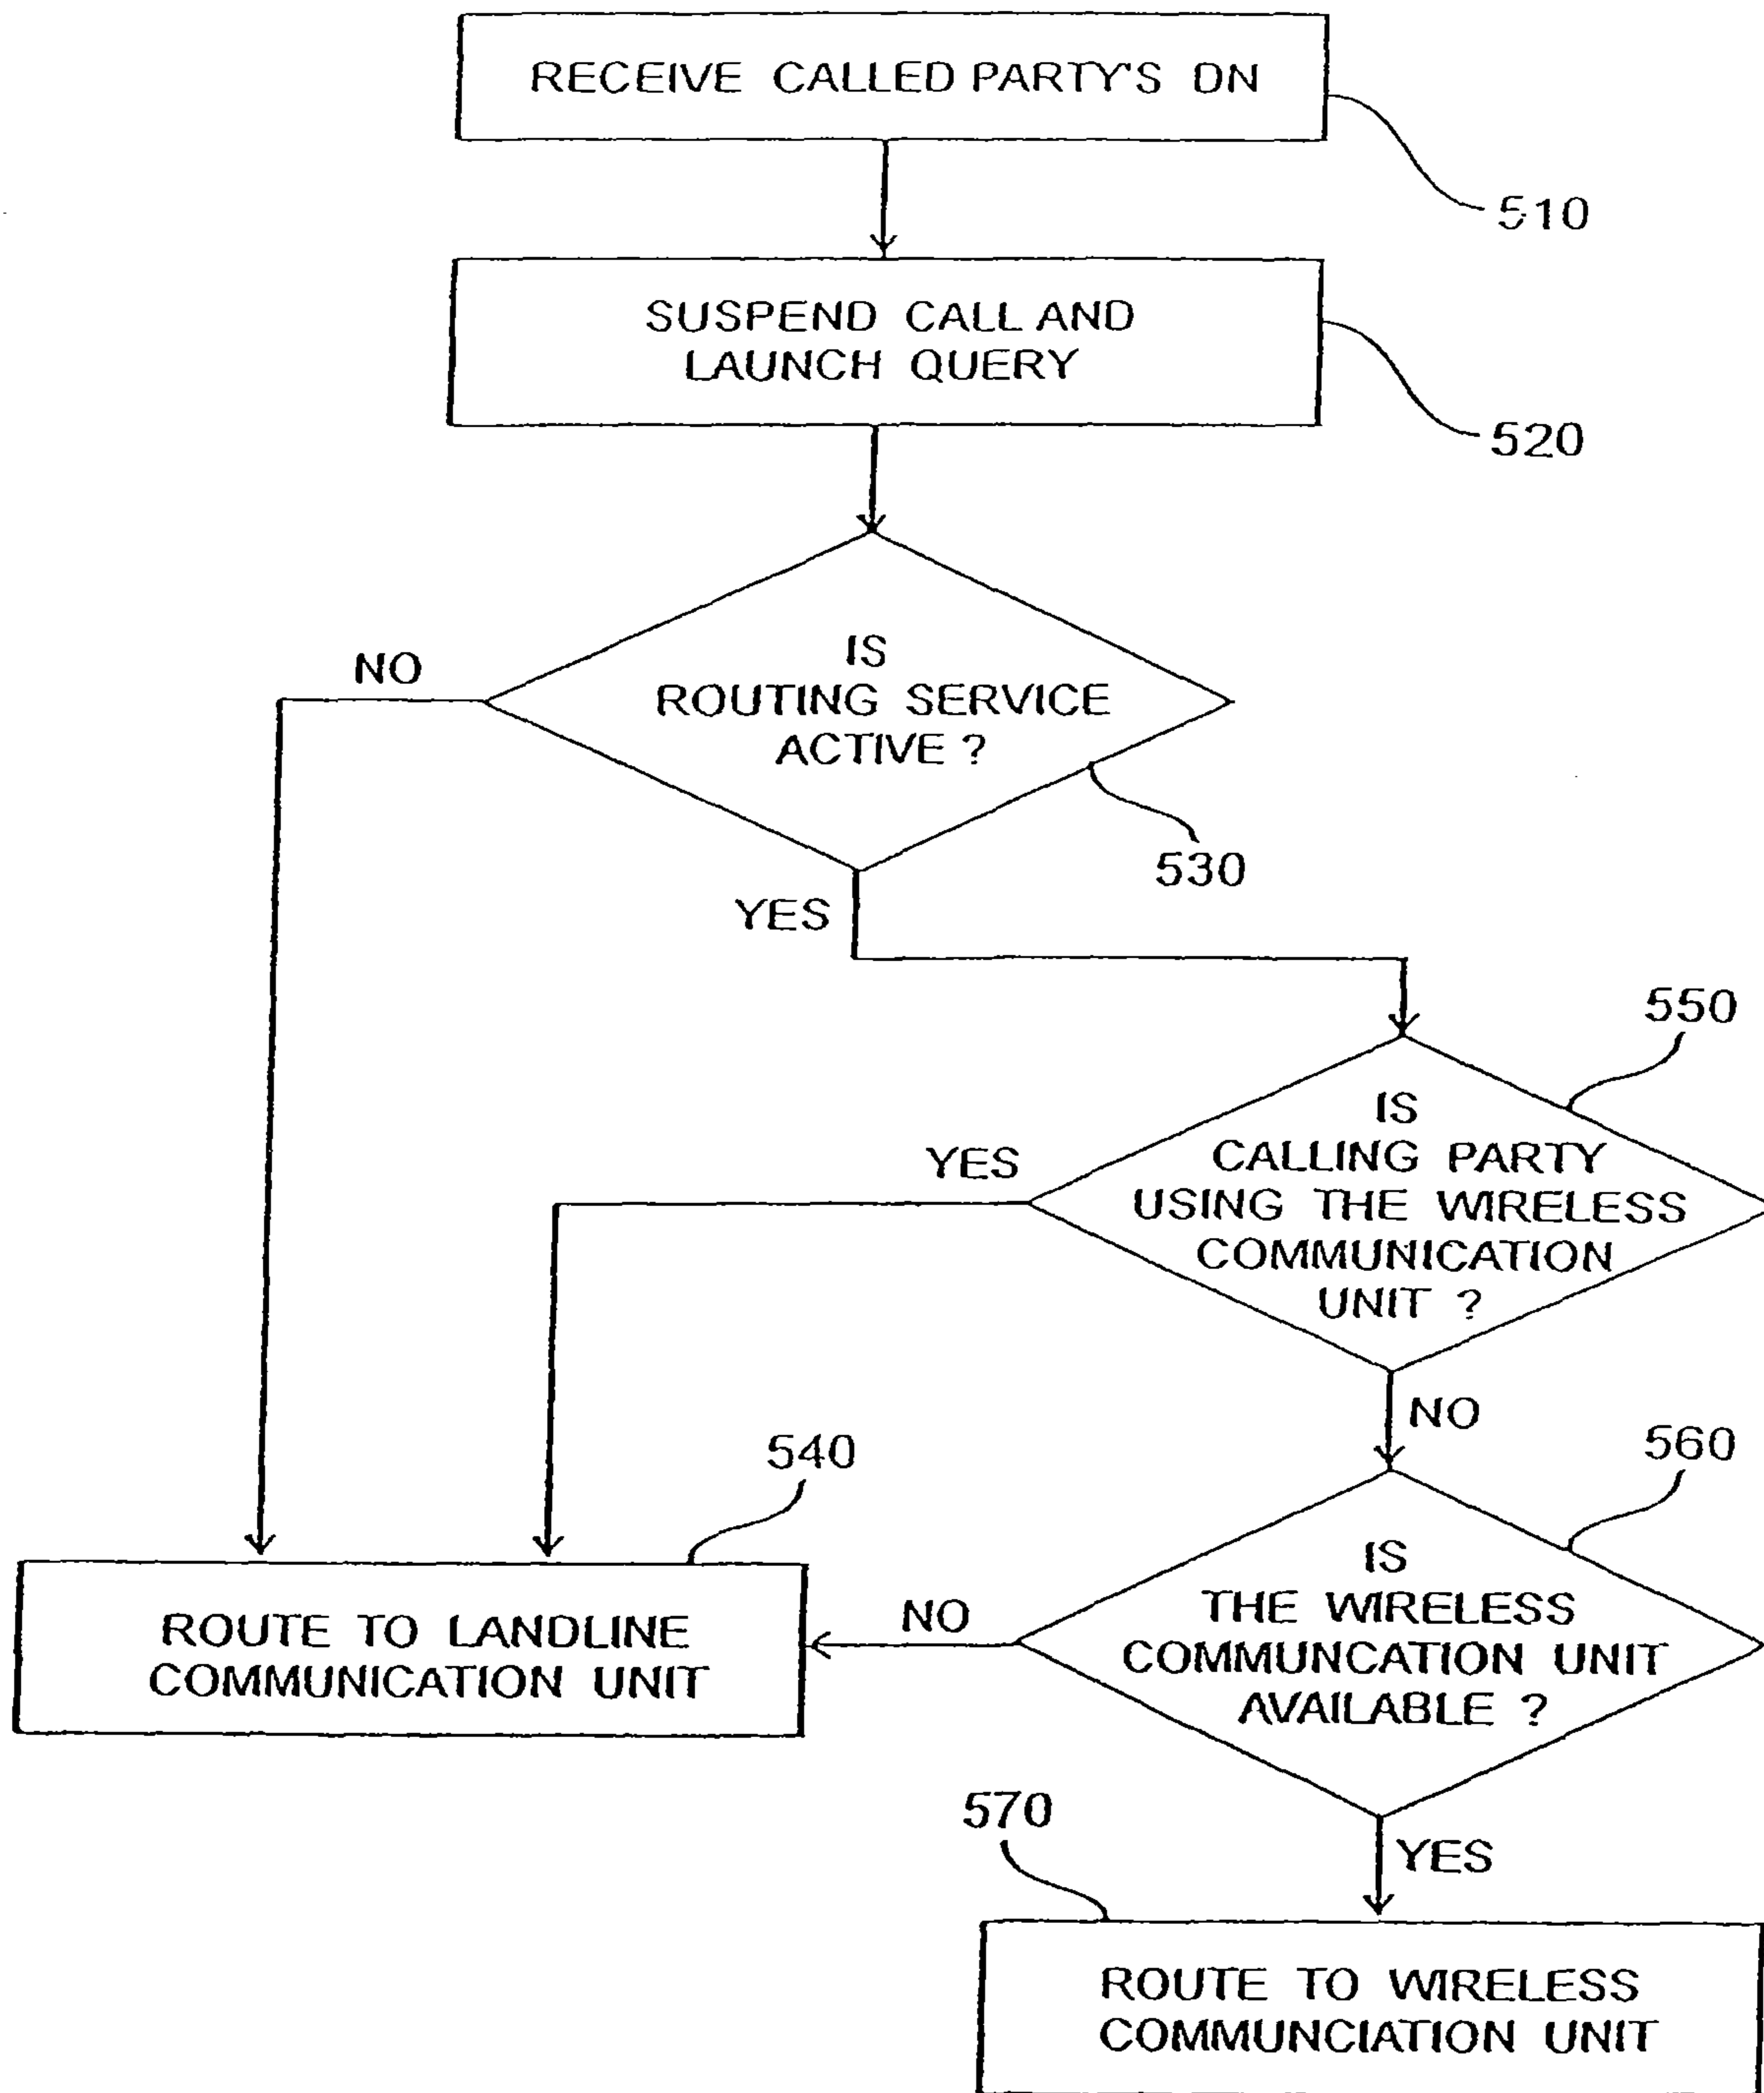 RECEIVE CALLED PARTY'S DN
510
SUSPEND CALL AND
LAUNCH QUERY
520
IS
ROUTING SERVICE
ACTIVE ?
NO
530
YES
550
IS
CALLING PARTY
USING THE WIRELESS
COMMUNICATION
UNIT ?
YES
NO
540
560
ROUTE TO LANDLINE
COMMUNICATION UNIT
NO
IS
THE WIRELESS
COMMUNCATION UNIT
AVAILABLE ?
570
YES
ROUTE TO WIRELESS
COMMUNCIATION UNIT